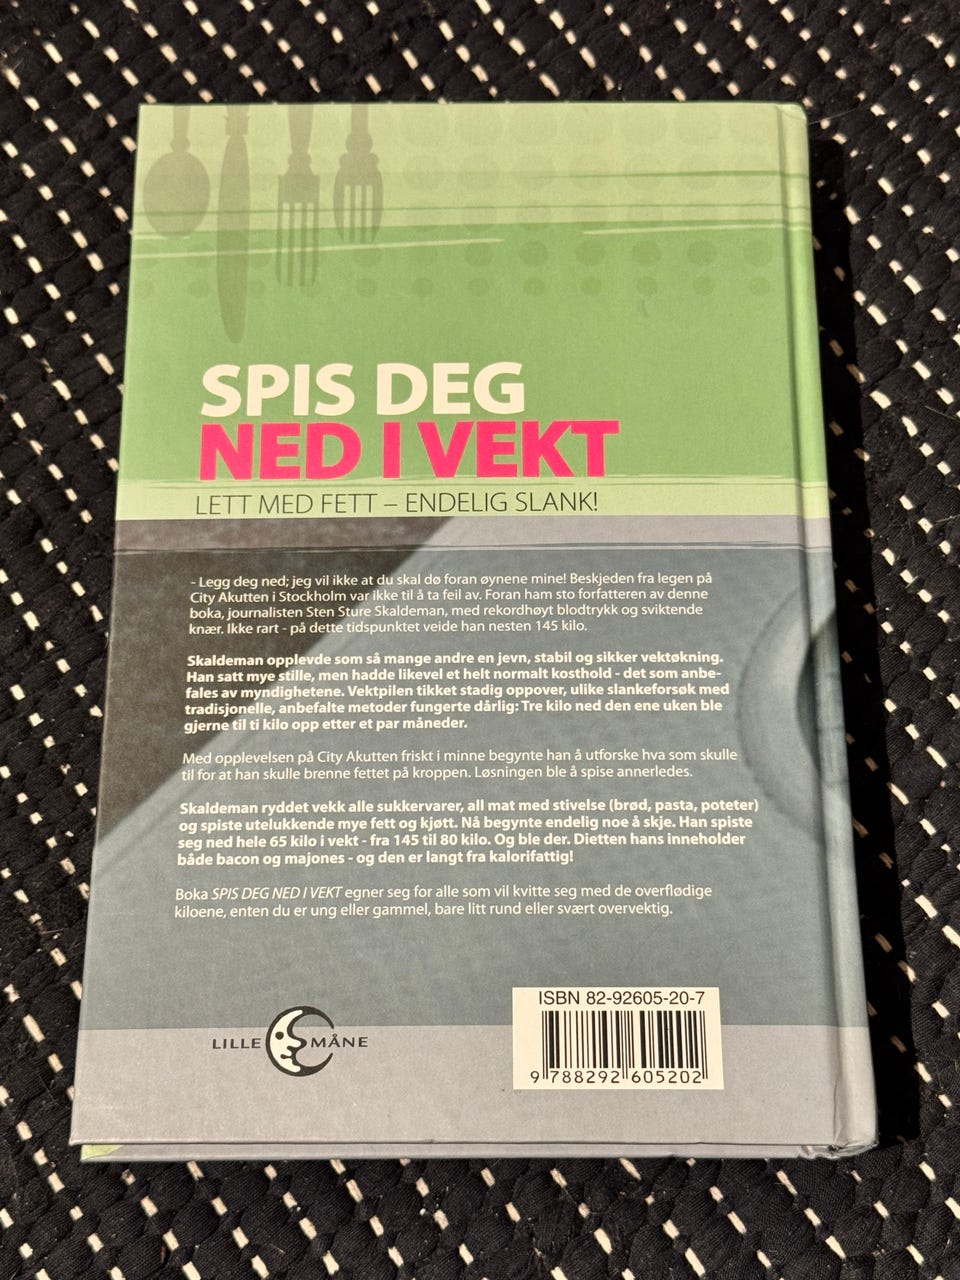 SPIS DEG
NED I VEKT
LETT MED FETT – ENDELIG SLANK!
- Legg deg ned; jeg vil ikke at du skal dø foran øynene mine! Beskjeden fra legen på
City Akutten i Stockholm var ikke til å ta feil av. Foran ham sto forfatteren av denne
boka, journalisten Sten Sture Skaldeman, med rekordhøyt blodtrykk og sviktende
knær. Ikke rart - på dette tidspunktet veide han nesten 145 kilo.
Skaldeman opplevde som så mange andre en jevn, stabil og sikker vektøkning.
Han satt mye stille, men hadde likevel et helt normalt kosthold - det som anbe-
fales av myndighetene. Vektpilen tikket stadig oppover, ulike slankeforsøk med
tradisjonelle, anbefalte metoder fungerte dårlig: Tre kilo ned den ene uken ble
gjerne til ti kilo opp etter et par måneder.
Med opplevelsen på City Akutten friskt i minne begynte han å utforske hva som skulle
til for at han skulle brenne fettet på kroppen. Løsningen ble å spise annerledes.
Skaldeman ryddet vekk alle sukkervarer, all mat med stivelse (brød, pasta, poteter)
og spiste utelukkende mye fett og kjøtt. Nå begynte endelig noe å skje. Han spiste
seg ned hele 65 kilo i vekt - fra 145 til 80 kilo. Og ble der. Dietten hans inneholder
både bacon og majones - og den er langt fra kalorifattig!
Boka SPIS DEG NED I VEKT egner seg for alle som vil kvitte seg med de overflødige
kiloene, enten du er ung eller gammel, bare litt rund eller svært overvektig.
LILLE MÅNE
ISBN 82-92605-20-7
9 788292 605202